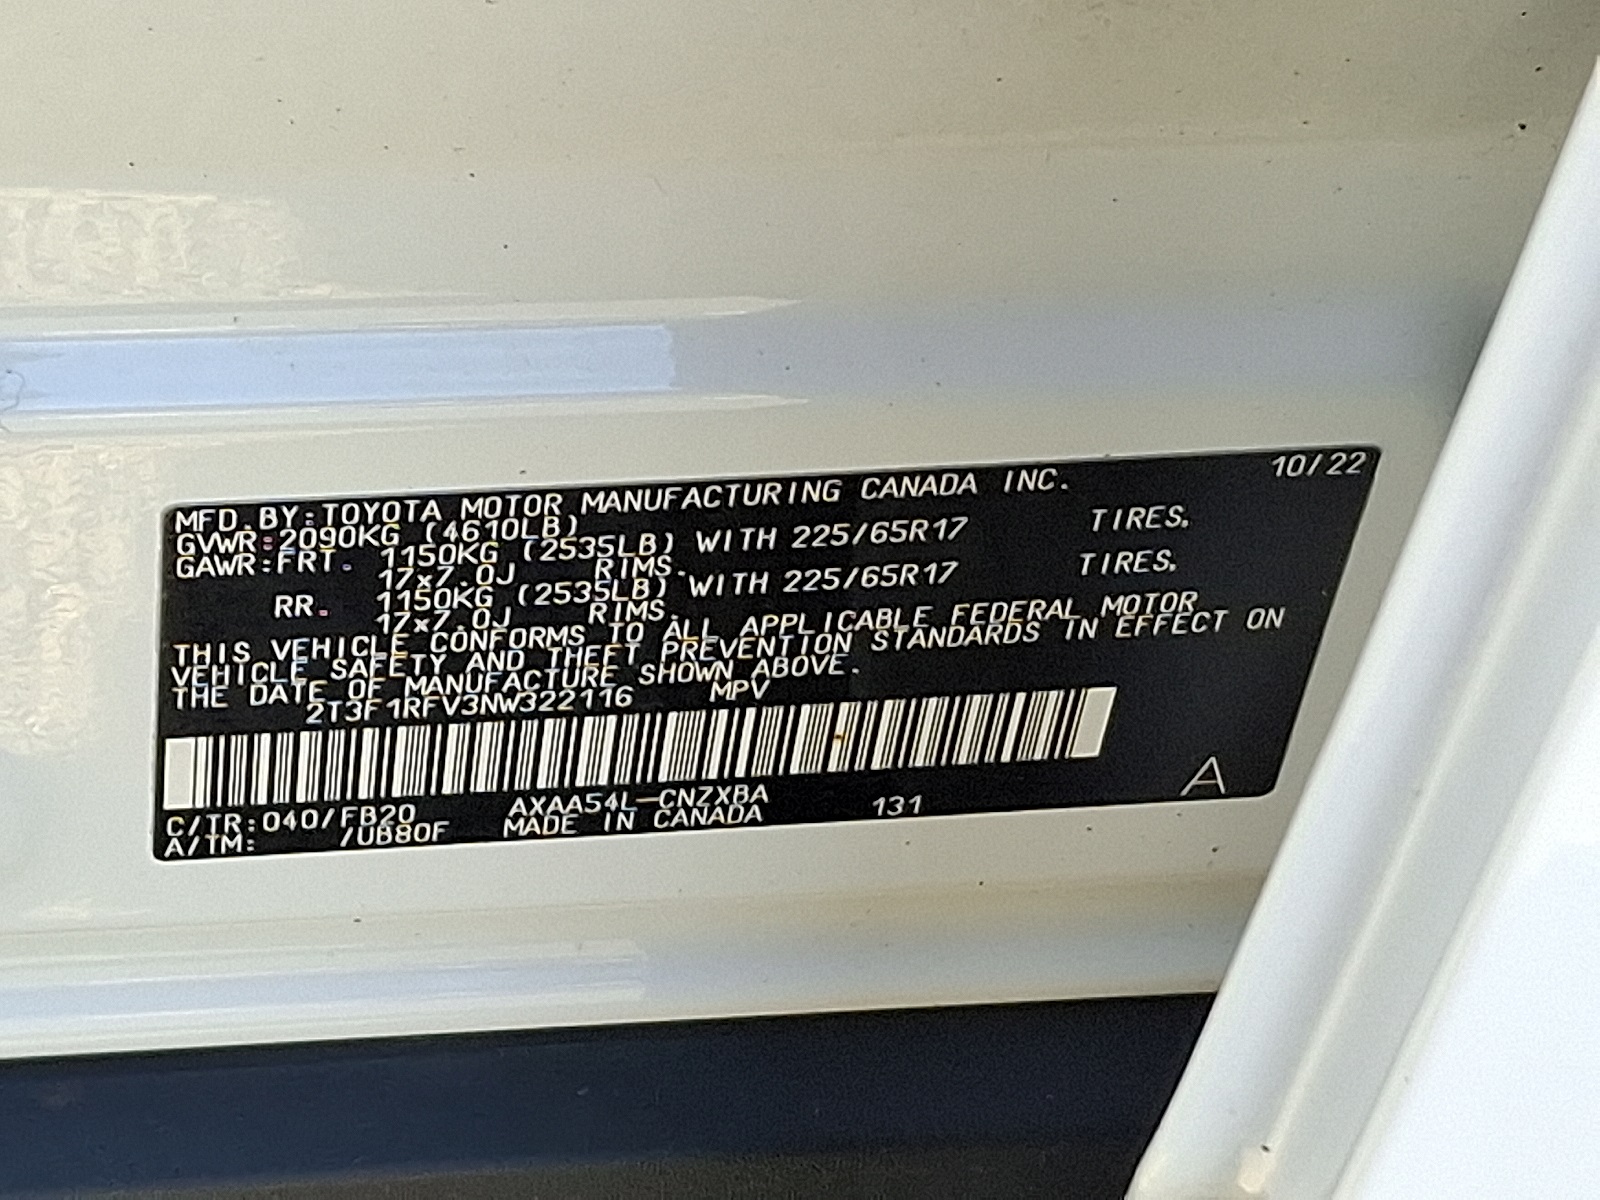 10/22
MFD.BY:TOYOTA MOTOR MANUFACTURING CANADA INC.
GVWR:2090KG (4610LB)
GAWR:FRT. 1150KG (2535LB) WITH 225/65R17 TIRES.
17x7.0J RIMS.
RR. 1150KG (2535LB) WITH 225/65R17 TIRES.
17x7.0J RIMS.
THIS VEHICLE CONFORMS TO ALL APPLICABLE FEDERAL MOTOR
VEHICLE SAFETY AND THEFT PREVENTION STANDARDS IN EFFECT ON
THE DATE OF MANUFACTURE SHOWN ABOVE.
2T3F1RFV3NW322116 MPV
C/TR:040/FB20 AXAA54L-CNZXBA 131 A
A/TM: /UB80F MADE IN CANADA